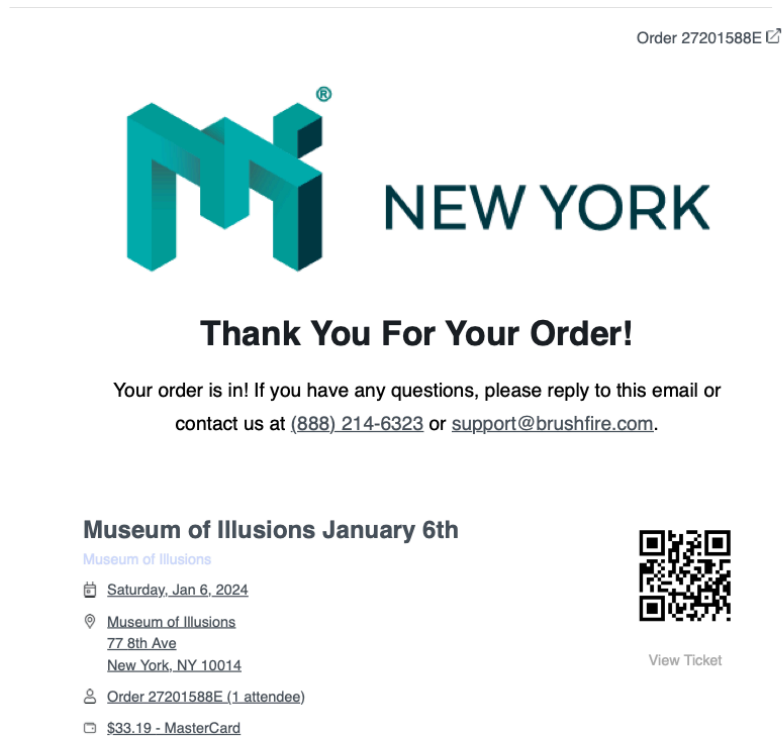 Order 27201588E
®
NEW YORK
Thank You For Your Order!
Your order is in! If you have any questions, please reply to this email or
contact us at (888) 214-6323 or support@brushfire.com.
Museum of Illusions January 6th
Museum of Illusions
Saturday, Jan 6, 2024
Museum of Illusions
77 8th Ave
New York, NY 10014
View Ticket
Order 27201588E (1 attendee)
$33.19 - MasterCard